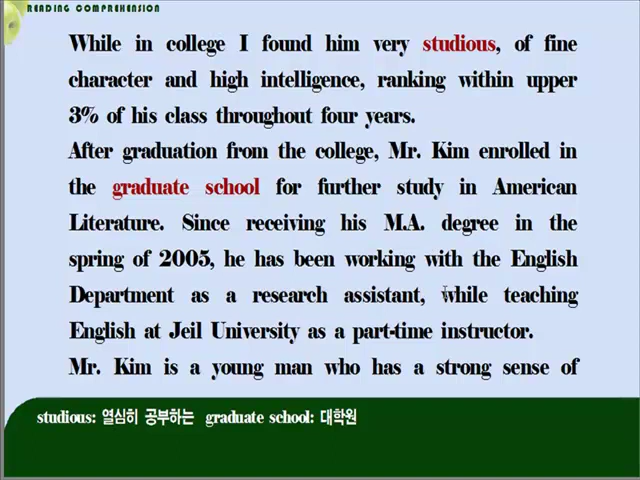 READING COMPREHENSION
While in college I found him very studious, of fine
character and high intelligence, ranking within upper
3% of his class throughout four years.
After graduation from the college, Mr. Kim enrolled in
the graduate school for further study in American
Literature. Since receiving his M.A. degree in the
spring of 2005, he has been working with the English
Department as a research assistant, while teaching
English at Jeil University as a part-time instructor.
Mr. Kim is a young man who has a strong sense of
studious: 열심히 공부하는 graduate school: 대학원